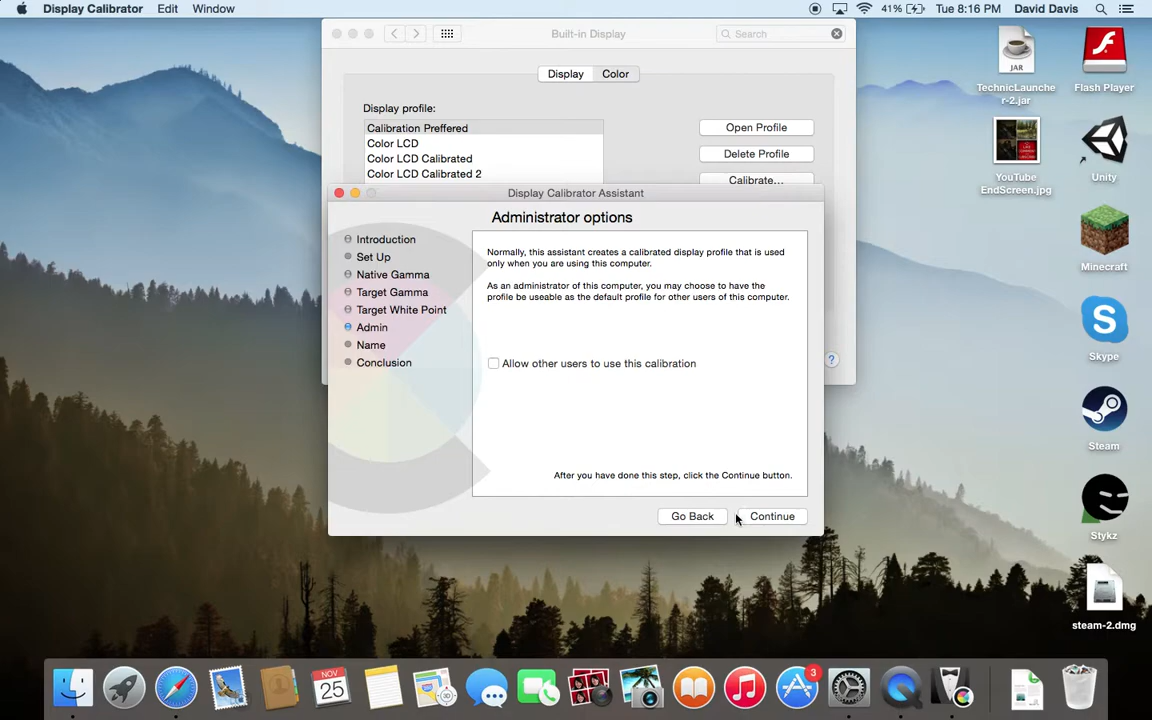 Display Calibrator Edit Window 41% Tue 8:16 PM David Davis
Built-in Display
Search
Display Color
Display profile:
Calibration Preffered
Color LCD
Color LCD Calibrated
Color LCD Calibrated 2
Open Profile
Delete Profile
Calibrate...
Display Calibrator Assistant
Administrator options
Introduction
Set Up
Native Gamma
Target Gamma
Target White Point
Admin
Name
Conclusion
Normally, this assistant creates a calibrated display profile that is used
only when you are using this computer.
As an administrator of this computer, you may choose to have the
profile be useable as the default profile for other users of this computer.
Allow other users to use this calibration
After you have done this step, click the Continue button.
Go Back Continue
?
JAR
TechnicLaunche
r-2.jar
Flash Player
YouTube
EndScreen.jpg
Unity
Minecraft
Skype
Steam
Stykz
steam-2.dmg
NOV
25
3D
3